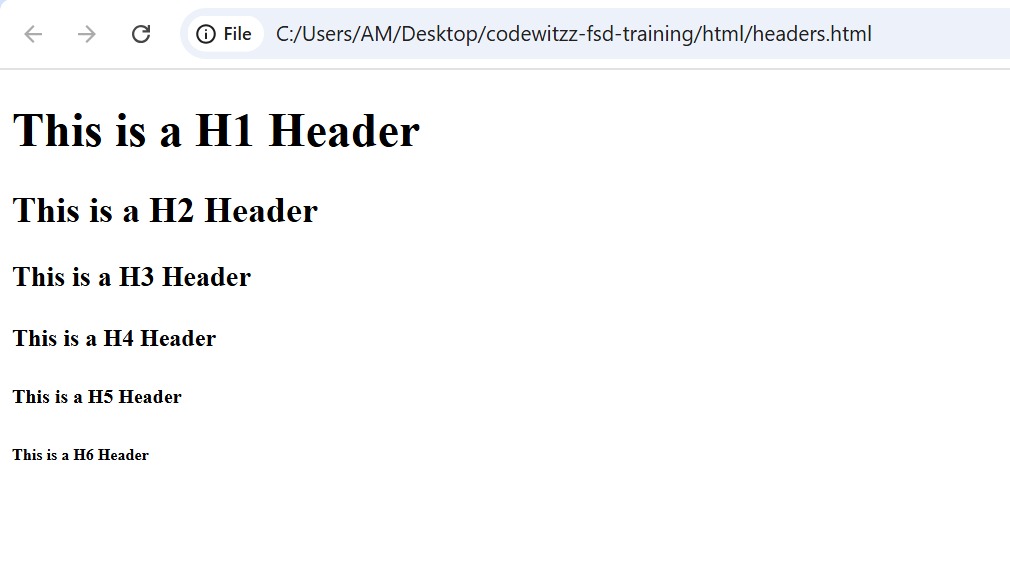 File C:/Users/AM/Desktop/codewitzz-fsd-training/html/headers.html
This is a H1 Header
This is a H2 Header
This is a H3 Header
This is a H4 Header
This is a H5 Header
This is a H6 Header